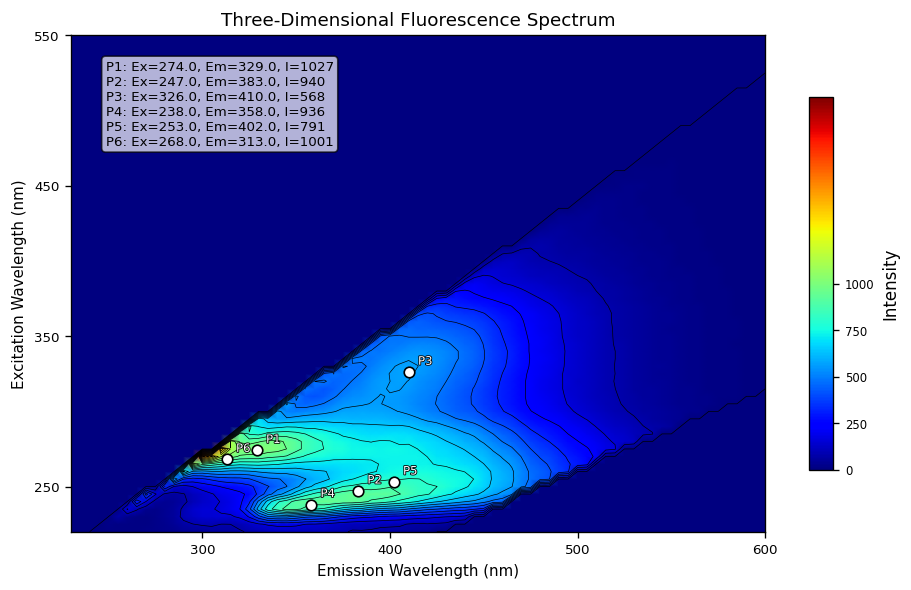 Three-Dimensional Fluorescence Spectrum
550
450
350
250
Excitation Wavelength (nm)
P1: Ex=274.0, Em=329.0, I=1027
P2: Ex=247.0, Em=383.0, I=940
P3: Ex=326.0, Em=410.0, I=568
P4: Ex=238.0, Em=358.0, I=936
P5: Ex=253.0, Em=402.0, I=791
P6: Ex=268.0, Em=313.0, I=1001
P3
P1
P6
P5
P2
P4
300
400
500
600
Emission Wavelength (nm)
1000
750
500
250
0
Intensity